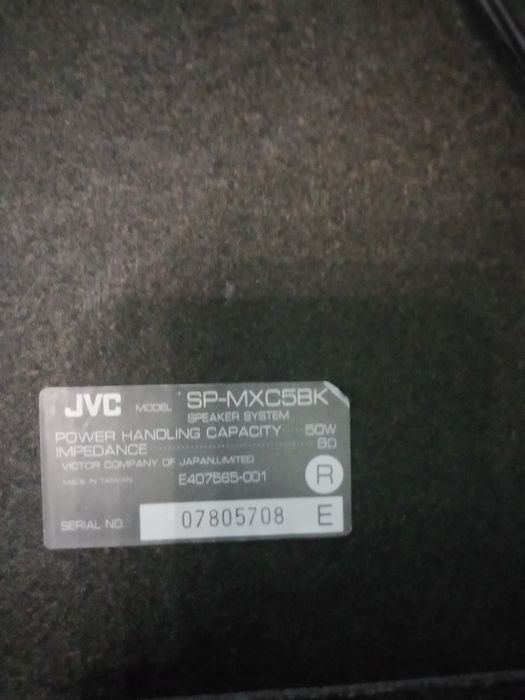 JVC MODEL SP-MXC5BK
SPEAKER SYSTEM
POWER HANDLING CAPACITY ····· 50W
IMPEDANCE ······························ 8Ω
VICTOR COMPANY OF JAPAN,LIMITED
MADE IN TAIWAN E407565-001 R
SERIAL NO. 07805708 E